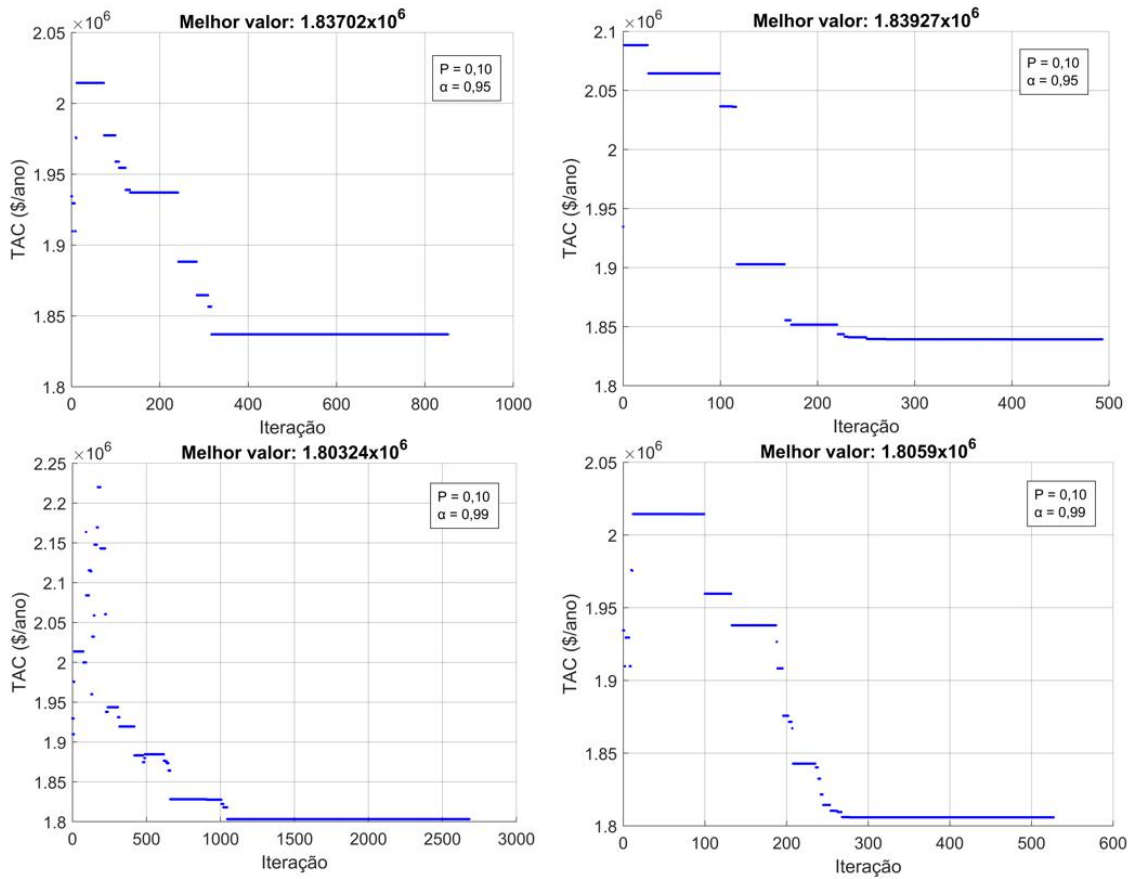 Melhor valor: 1.83702x10^6
×10^6
2.05
2
1.95
1.9
1.85
1.8
TAC ($/ano)
P = 0,10
α = 0,95
0 200 400 600 800 1000
Iteração
Melhor valor: 1.83927x10^6
×10^6
2.1
2.05
2
1.95
1.9
1.85
1.8
TAC ($/ano)
P = 0,10
α = 0,95
0 100 200 300 400 500
Iteração
Melhor valor: 1.80324x10^6
×10^6
2.25
2.2
2.15
2.1
2.05
2
1.95
1.9
1.85
1.8
TAC ($/ano)
P = 0,10
α = 0,99
0 500 1000 1500 2000 2500 3000
Iteração
Melhor valor: 1.8059x10^6
×10^6
2.05
2
1.95
1.9
1.85
1.8
TAC ($/ano)
P = 0,10
α = 0,99
0 100 200 300 400 500 600
Iteração